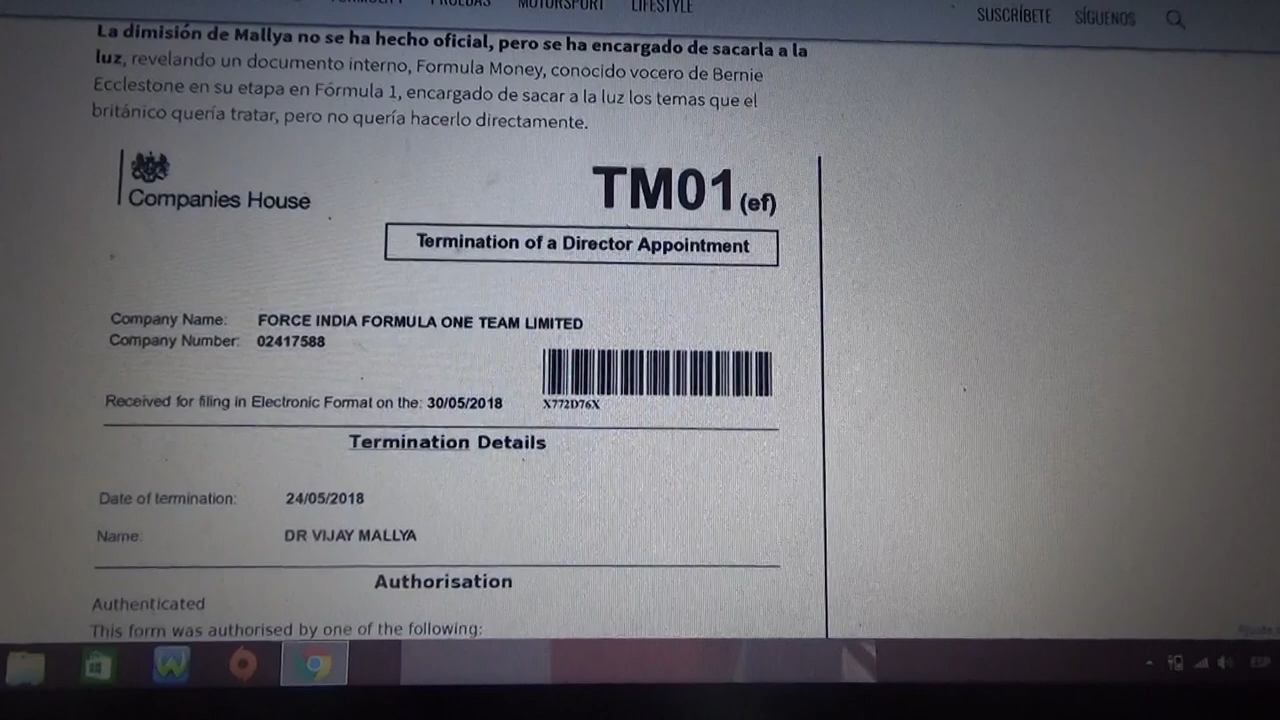 PRUEBAS MOTORSPORT LIFESTYLE
SUSCRÍBETE SÍGUENOS
La dimisión de Mallya no se ha hecho oficial, pero se ha encargado de sacarla a la
luz, revelando un documento interno, Formula Money, conocido vocero de Bernie
Ecclestone en su etapa en Fórmula 1, encargado de sacar a la luz los temas que el
británico quería tratar, pero no quería hacerlo directamente.
Companies House
TM01(ef)
Termination of a Director Appointment
Company Name: FORCE INDIA FORMULA ONE TEAM LIMITED
Company Number: 02417588
Received for filing in Electronic Format on the: 30/05/2018
X772D76X
Termination Details
Date of termination: 24/05/2018
Name: DR VIJAY MALLYA
Authorisation
Authenticated
This form was authorised by one of the following:
ESP